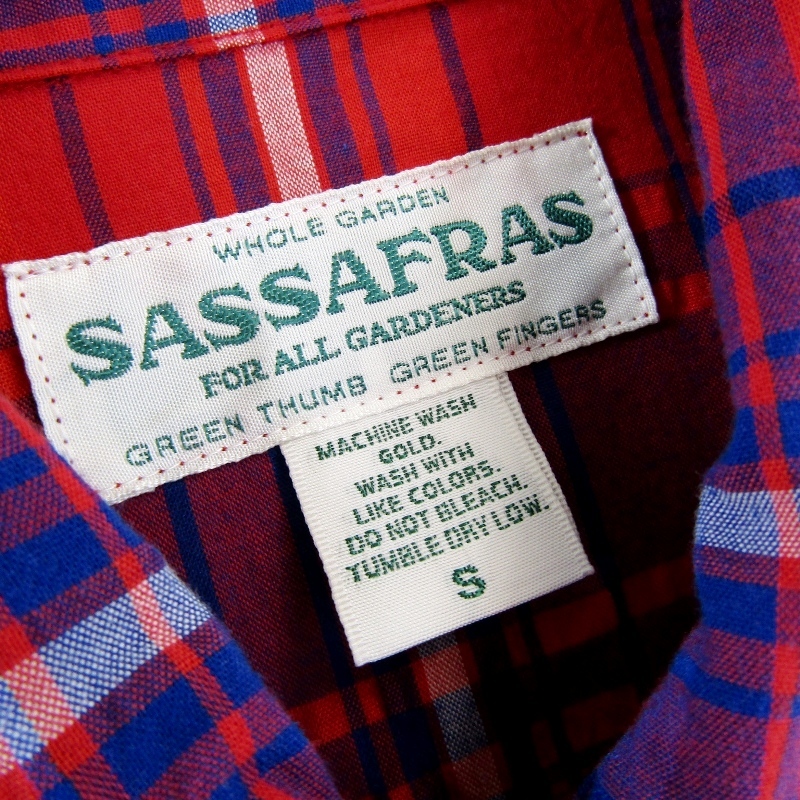 WHOLE GARDEN
SASSAFRAS
FOR ALL GARDENERS
GREEN THUMB GREEN FINGERS
MACHINE WASH
GOLD.
WASH WITH
LIKE COLORS.
DO NOT BLEACH.
TUMBLE DRY LOW.
S